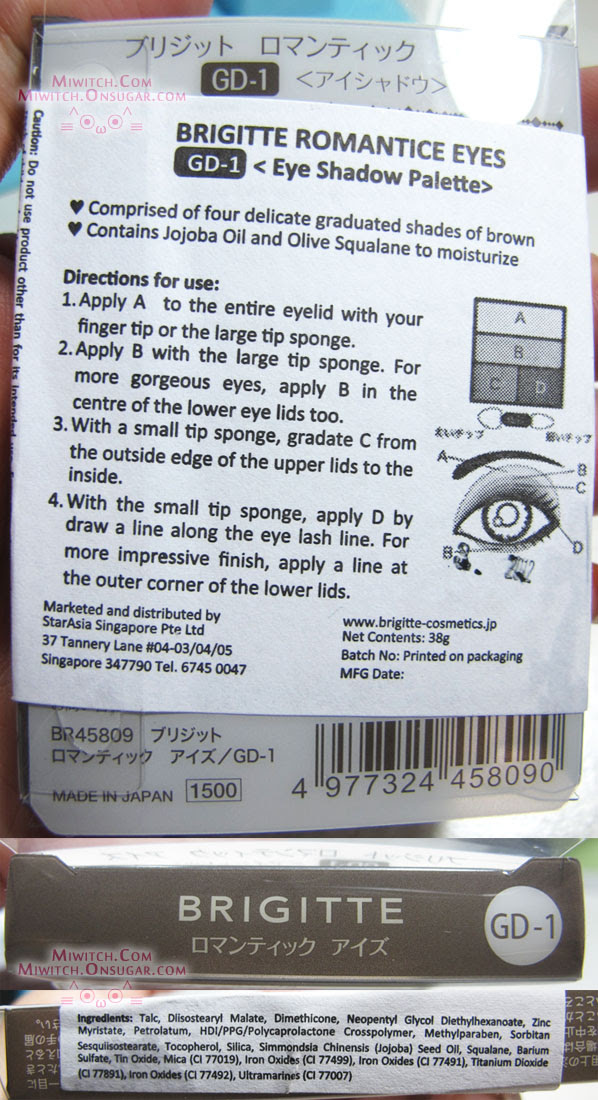 ブリジット ロマンティック
GD-1 <アイシャドウ>
MIWITCH.COM
MIWITCH.ONSUGAR.COM
Caution: Do not use product other than for its intended
BRIGITTE ROMANTICE EYES
GD-1 < Eye Shadow Palette>
♥ Comprised of four delicate graduated shades of brown
♥ Contains Jojoba Oil and Olive Squalane to moisturize
Directions for use:
1. Apply A to the entire eyelid with your
finger tip or the large tip sponge.
2. Apply B with the large tip sponge. For
more gorgeous eyes, apply B in the
centre of the lower eye lids too.
3. With a small tip sponge, gradate C from
the outside edge of the upper lids to the
inside.
4. With the small tip sponge, apply D by
draw a line along the eye lash line. For
more impressive finish, apply a line at
the outer corner of the lower lids.
A
B
C D
太いチップ 細いチップ
A
B
C
D
B
Marketed and distributed by
StarAsia Singapore Pte Ltd
37 Tannery Lane #04-03/04/05
Singapore 347790 Tel. 6745 0047
www.brigitte-cosmetics.jp
Net Contents: 38g
Batch No: Printed on packaging
MFG Date:
BR45809 ブリジット
ロマンティック アイズ/GD-1
MADE IN JAPAN 1500
4 977324 458090
BRIGITTE
ロマンティック アイズ
GD-1
MIWITCH.COM
MIWITCH.ONSUGAR.COM
Ingredients: Talc, Diisostearyl Malate, Dimethicone, Neopentyl Glycol Diethylhexanoate, Zinc
Myristate, Petrolatum, HDI/PPG/Polycaprolactone Crosspolymer, Methylparaben, Sorbitan
Sesquiisostearate, Tocopherol, Silica, Simmondsia Chinensis (Jojoba) Seed Oil, Squalane, Barium
Sulfate, Tin Oxide, Mica (CI 77019), Iron Oxides (CI 77499), Iron Oxides (CI 77491), Titanium Dioxide
(CI 77891), Iron Oxides (CI 77492), Ultramarines (CI 77007)